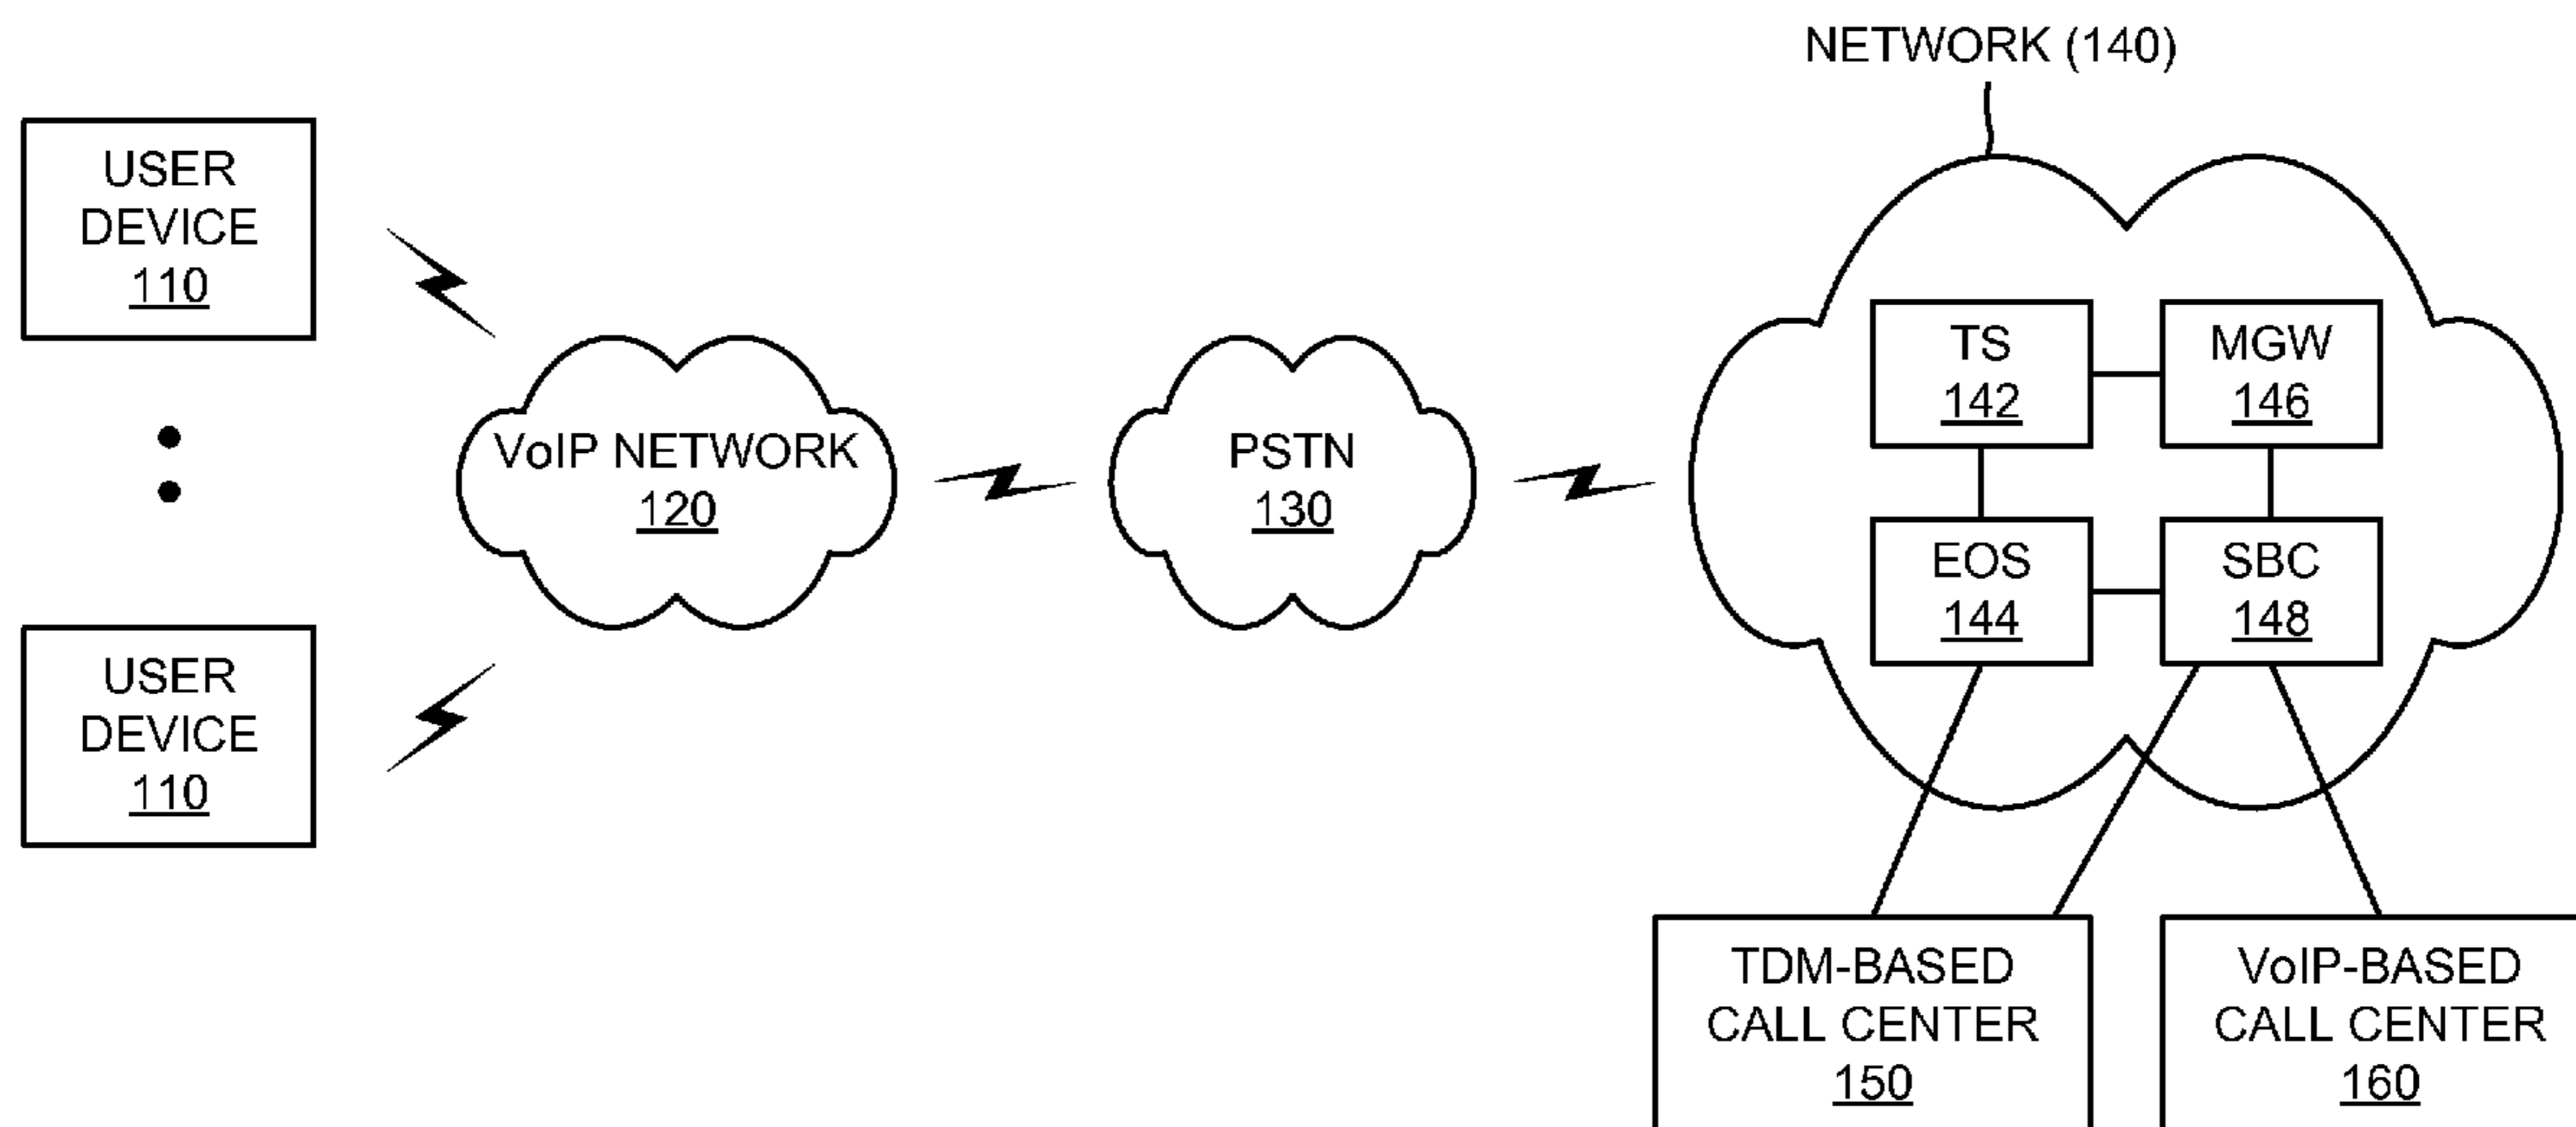 NETWORK (140)
USER
DEVICE
110
USER
DEVICE
110
VoIP NETWORK
120
PSTN
130
TS
142
MGW
146
EOS
144
SBC
148
TDM-BASED
CALL CENTER
150
VoIP-BASED
CALL CENTER
160